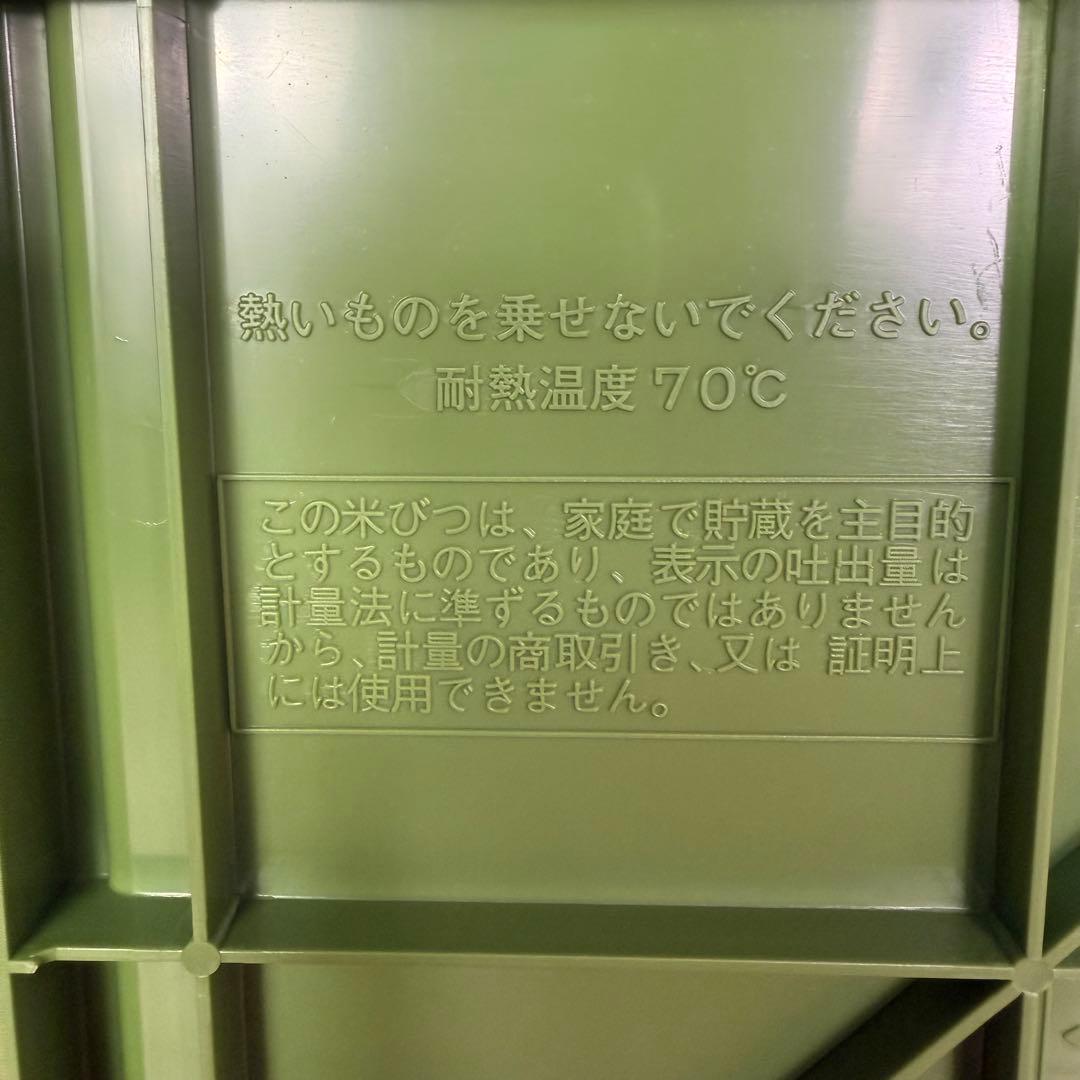 熱いものを乗せないでください。
耐熱温度70℃
この米びつは、家庭で貯蔵を主目的
とするものであり、表示の吐出量は
計量法に準ずるものではありません
から、計量の商取引き、又は 証明上
には使用できません。